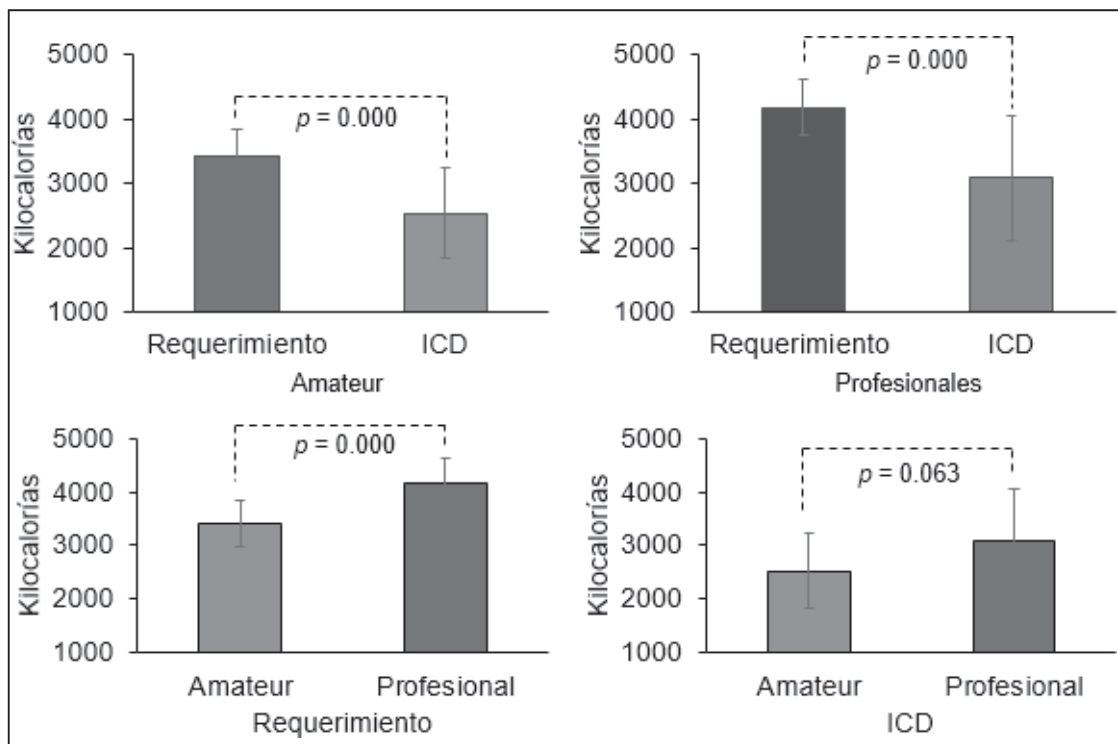 Kilocalorías
5000
4000
3000
2000
1000
p = 0.000
Requerimiento ICD
Amateur
Kilocalorías
5000
4000
3000
2000
1000
p = 0.000
Requerimiento ICD
Profesionales
Kilocalorías
5000
4000
3000
2000
1000
p = 0.000
Amateur Profesional
Requerimiento
Kilocalorías
5000
4000
3000
2000
1000
p = 0.063
Amateur Profesional
ICD